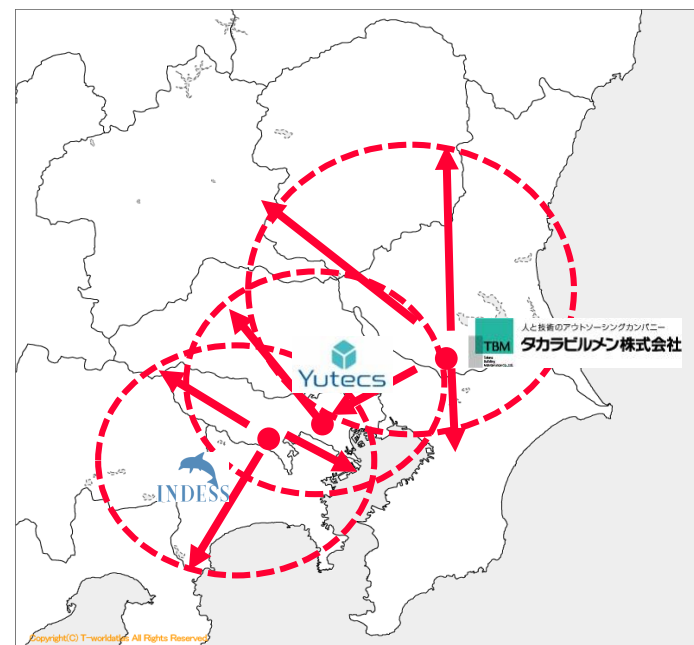 人と技術のアウトソーシングカンパニー
TBM
タカラビルメン株式会社
Yutecs
INDESS
Copyright(C) T-worldatlas All Rights Reserved